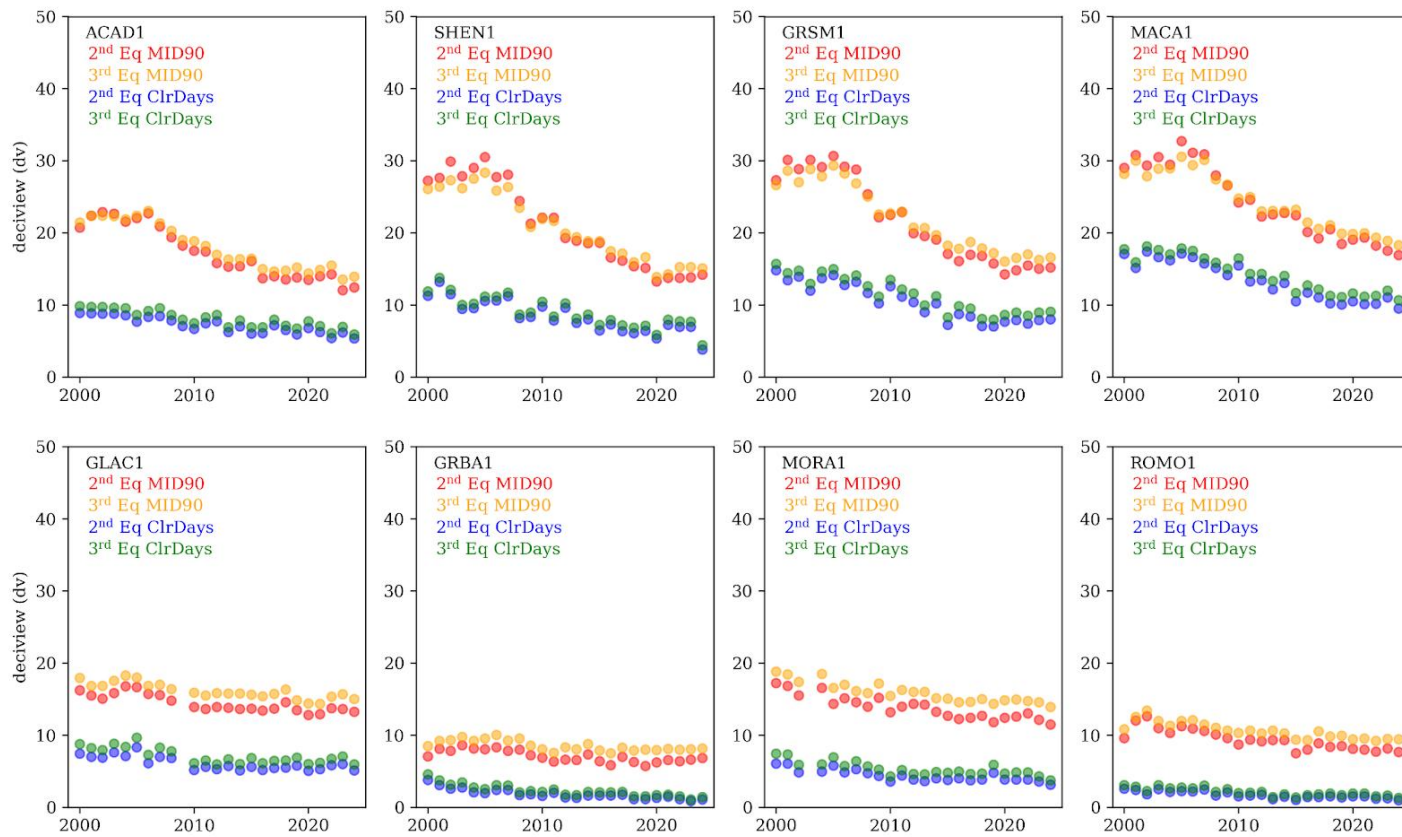 50
ACAD1
2nd Eq MID90
3rd Eq MID90
2nd Eq ClrDays
3rd Eq ClrDays
40
30
20
10
0
deciview (dv)
2000 2010 2020
50
SHEN1
2nd Eq MID90
3rd Eq MID90
2nd Eq ClrDays
3rd Eq ClrDays
40
30
20
10
0
2000 2010 2020
50
GRSM1
2nd Eq MID90
3rd Eq MID90
2nd Eq ClrDays
3rd Eq ClrDays
40
30
20
10
0
2000 2010 2020
50
MACA1
2nd Eq MID90
3rd Eq MID90
2nd Eq ClrDays
3rd Eq ClrDays
40
30
20
10
0
2000 2010 2020
50
GLAC1
2nd Eq MID90
3rd Eq MID90
2nd Eq ClrDays
3rd Eq ClrDays
40
30
20
10
0
deciview (dv)
2000 2010 2020
50
GRBA1
2nd Eq MID90
3rd Eq MID90
2nd Eq ClrDays
3rd Eq ClrDays
40
30
20
10
0
2000 2010 2020
50
MORA1
2nd Eq MID90
3rd Eq MID90
2nd Eq ClrDays
3rd Eq ClrDays
40
30
20
10
0
2000 2010 2020
50
ROMO1
2nd Eq MID90
3rd Eq MID90
2nd Eq ClrDays
3rd Eq ClrDays
40
30
20
10
0
2000 2010 2020